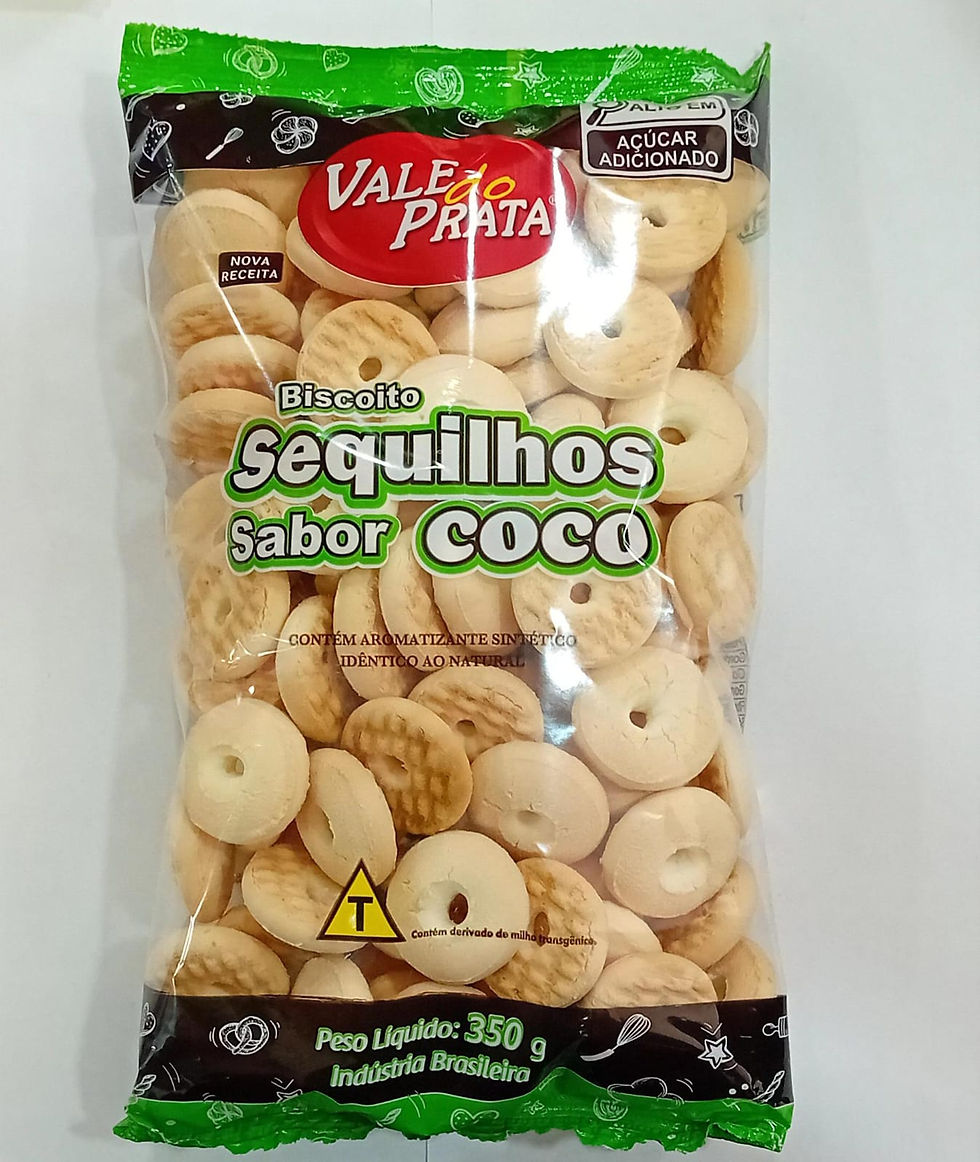 ALTO EM
AÇÚCAR
ADICIONADO
VALE do
PRATA
NOVA
RECEITA
Biscoito
Sequilhos
Sabor coco
CONTÉM AROMATIZANTE SINTÉTICO
IDÊNTICO AO NATURAL
T
Contém derivado de milho transgênico.
Peso Líquido: 350 g
Indústria Brasileira